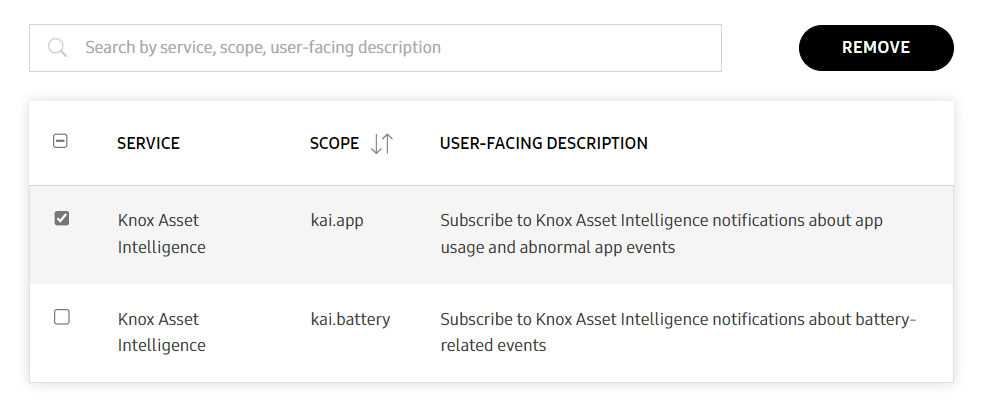 Search by service, scope, user-facing description
REMOVE
SERVICE SCOPE USER-FACING DESCRIPTION
Knox Asset Intelligence
kai.app
Subscribe to Knox Asset Intelligence notifications about app
usage and abnormal app events
Knox Asset Intelligence
kai.battery
Subscribe to Knox Asset Intelligence notifications about battery-
related events